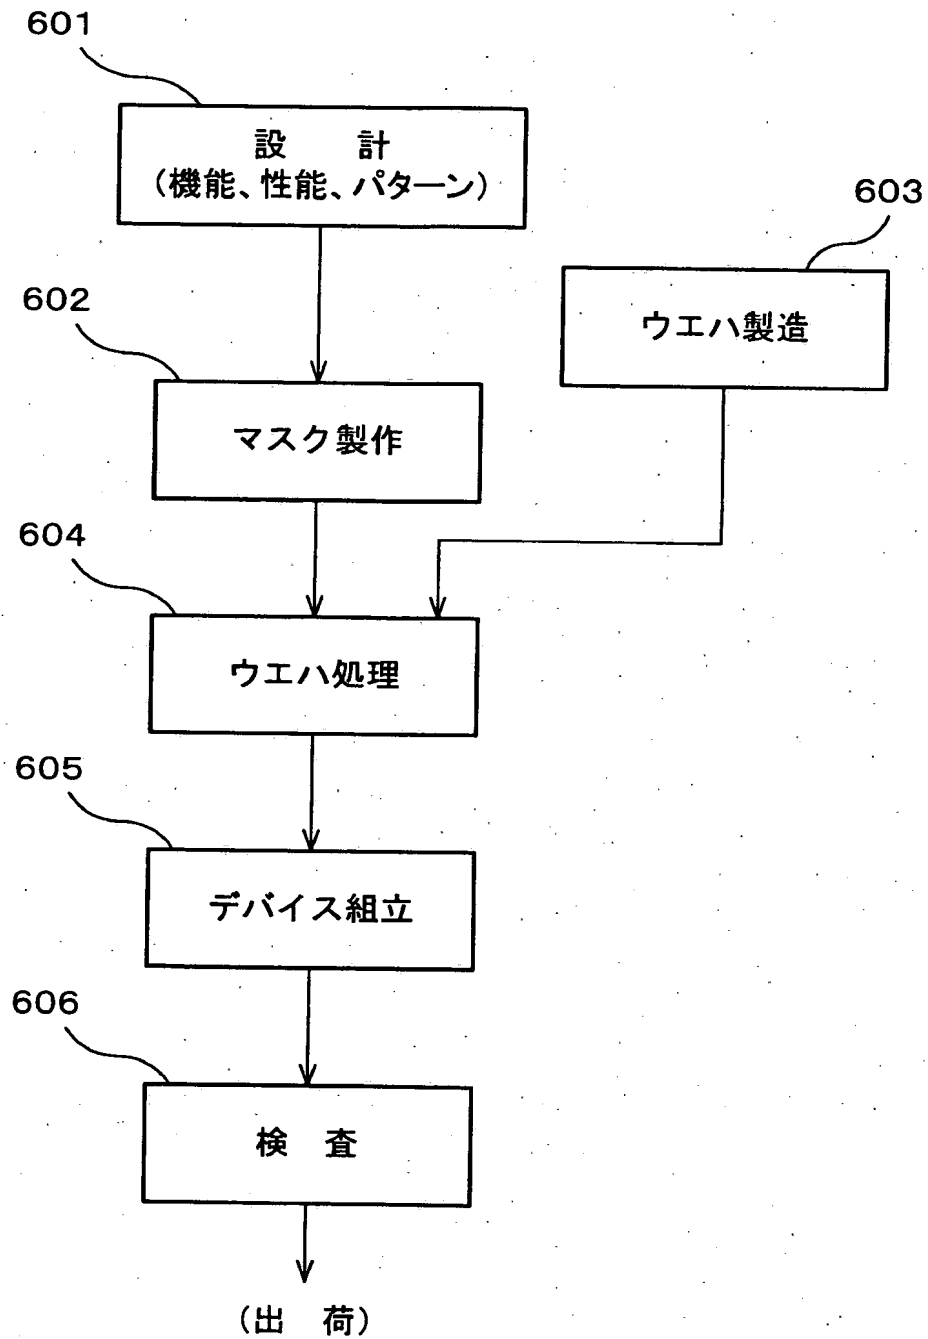 601
設 計
(機能、性能、パターン)
603
ウエハ製造
602
マスク製作
604
ウエハ処理
605
デバイス組立
606
検 査
(出 荷)